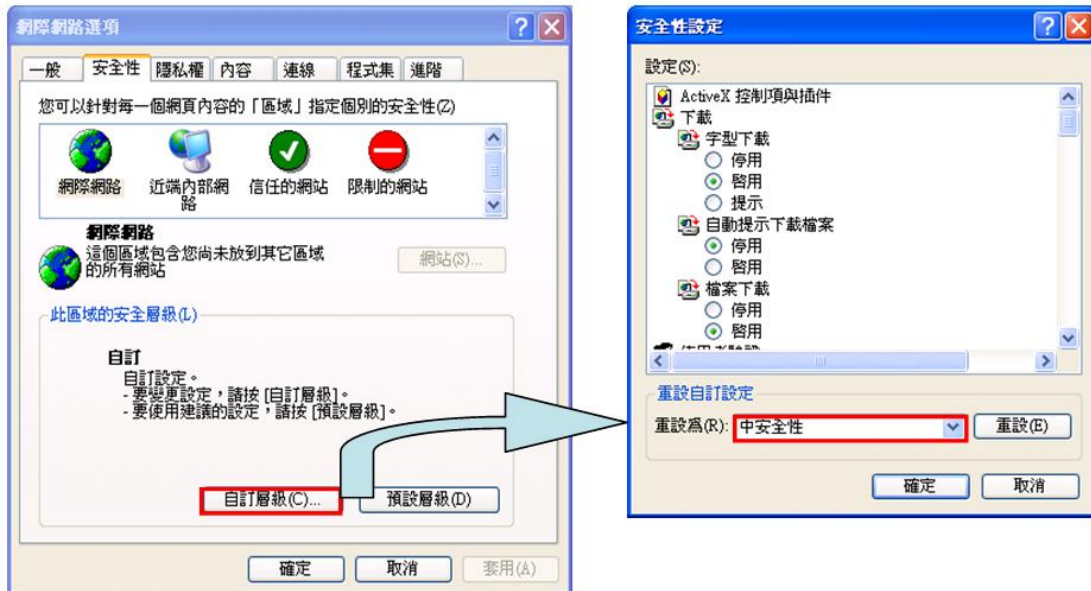 網際網路選項
一般 安全性 隱私權 內容 連線 程式集 進階
您可以針對每一個網頁內容的「區域」指定個別的安全性(Z)
網際網路 近端內部網路 信任的網站 限制的網站
網際網路
這個區域包含您尚未放到其它區域
的所有網站
網站(S)...
此區域的安全層級(L)
自訂
自訂設定。
- 要變更設定，請按 [自訂層級]。
- 要使用建議的設定，請按 [預設層級]。
自訂層級(C)... 預設層級(D)
確定 取消 套用(A)
安全性設定
設定(S):
ActiveX 控制項與插件
下載
字型下載
停用
啓用
提示
自動提示下載檔案
停用
啓用
檔案下載
停用
啓用
重設自訂設定
重設為(R): 中安全性 重設(E)
確定 取消